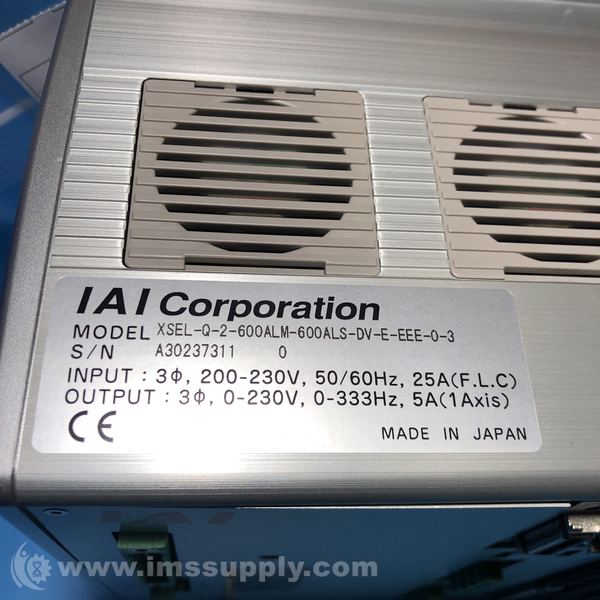 IAI Corporation
MODEL XSEL-Q-2-600ALM-600ALS-DV-E-EEE-0-3
S/N A30237311 0
INPUT : 3Φ, 200-230V, 50/60Hz, 25A(F.L.C)
OUTPUT : 3Φ, 0-230V, 0-333Hz, 5A(1Axis)
CE MADE IN JAPAN
IAI
www.imssupply.com